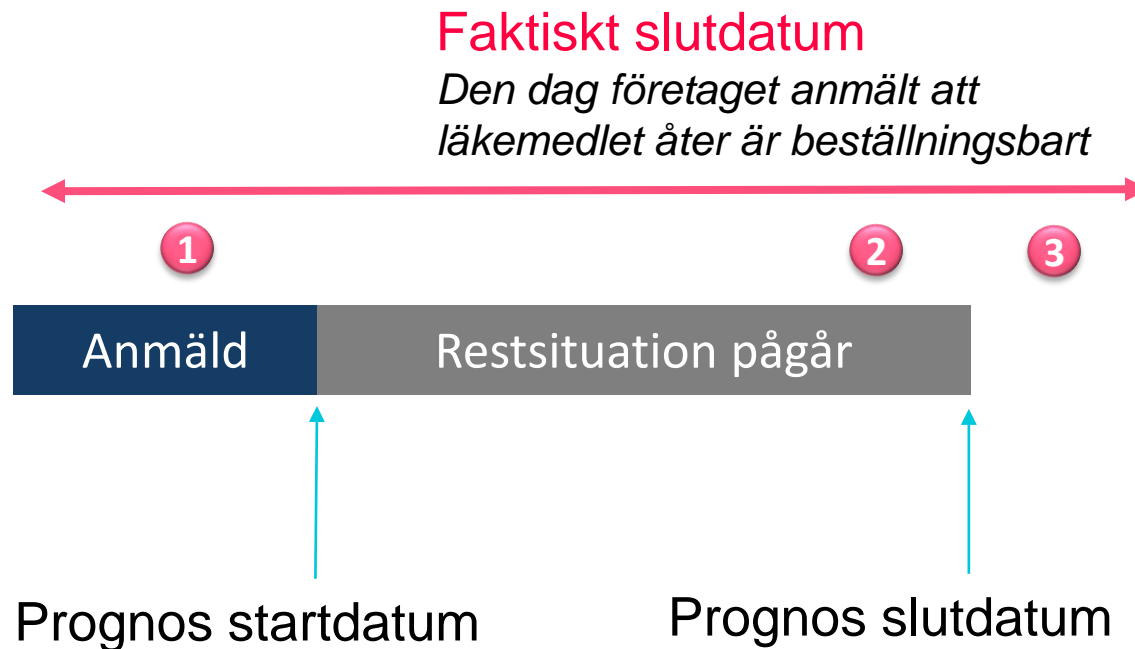 Faktiskt slutdatum
Den dag företaget anmält att
läkemedlet åter är beställningsbart
1
2
3
Anmäld
Restsituation pågår
Prognos startdatum
Prognos slutdatum